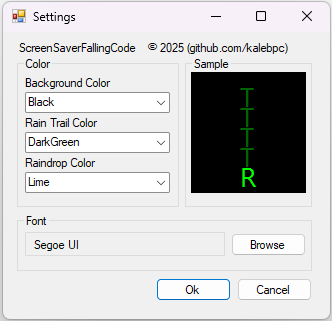 Settings
ScreenSaverFallingCode © 2025 (github.com/kalebpc)
Color
Background Color
Black
Rain Trail Color
DarkGreen
Raindrop Color
Lime
Sample
R
Font
Segoe UI
Browse
Ok
Cancel